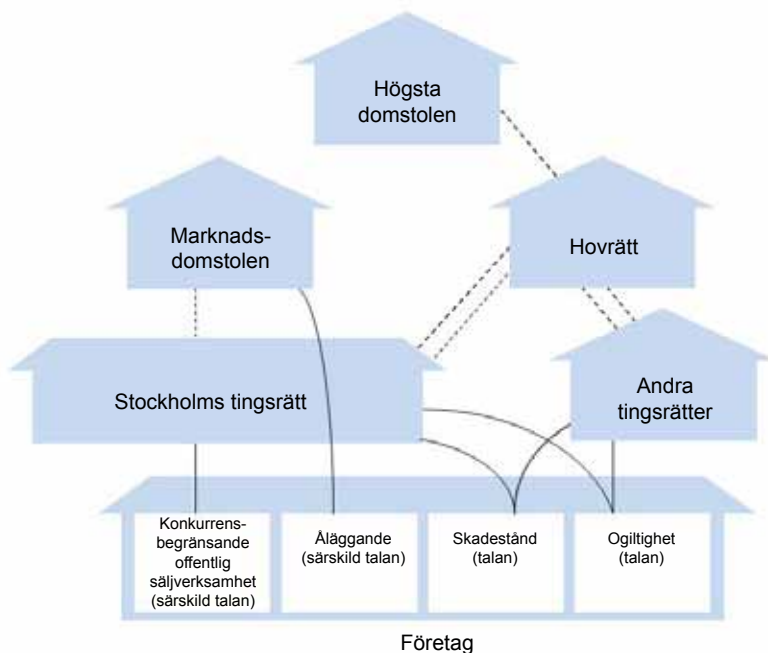 Högsta
domstolen
Marknads-
domstolen
Hovrätt
Stockholms tingsrätt
Andra
tingsrätter
Konkurrens-
begränsande
offentlig
säljverksamhet
(särskild talan)
Åläggande
(särskild talan)
Skadestånd
(talan)
Ogiltighet
(talan)
Företag